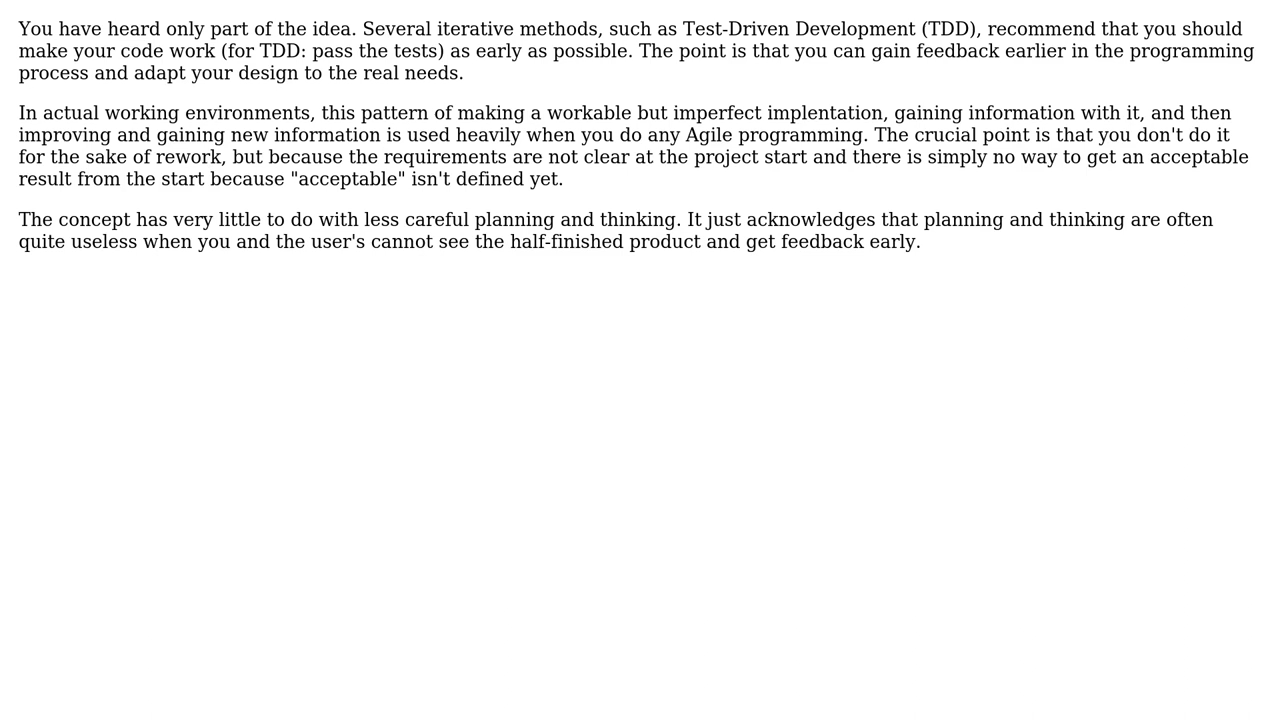 You have heard only part of the idea. Several iterative methods, such as Test-Driven Development (TDD), recommend that you should
make your code work (for TDD: pass the tests) as early as possible. The point is that you can gain feedback earlier in the programming
process and adapt your design to the real needs.
In actual working environments, this pattern of making a workable but imperfect implentation, gaining information with it, and then
improving and gaining new information is used heavily when you do any Agile programming. The crucial point is that you don't do it
for the sake of rework, but because the requirements are not clear at the project start and there is simply no way to get an acceptable
result from the start because "acceptable" isn't defined yet.
The concept has very little to do with less careful planning and thinking. It just acknowledges that planning and thinking are often
quite useless when you and the user's cannot see the half-finished product and get feedback early.